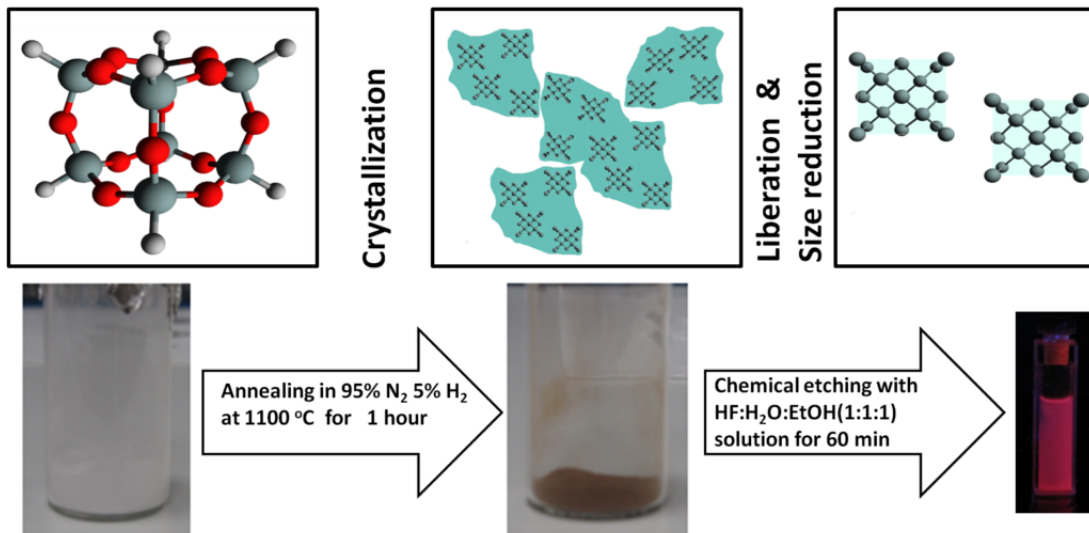 Crystallization
Liberation &
Size reduction
Annealing in 95% N₂ 5% H₂
at 1100 °C for 1 hour
Chemical etching with
HF:H₂O:EtOH(1:1:1)
solution for 60 min